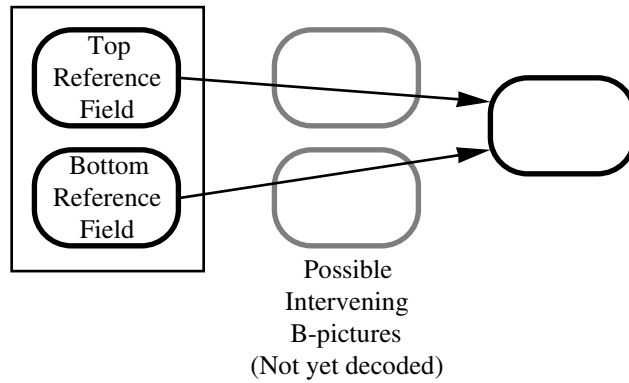 Top
Reference
Field
Bottom
Reference
Field
Possible
Intervening
B-pictures
(Not yet decoded)